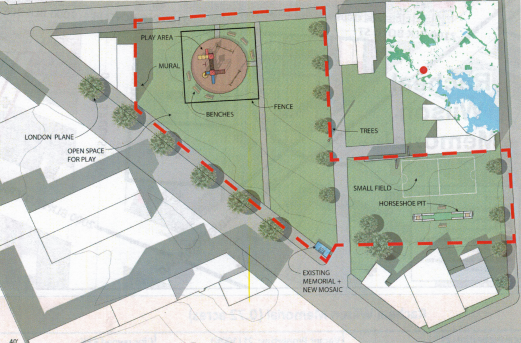 PLAY AREA
MURAL
BENCHES
FENCE
LONDON PLANE
OPEN SPACE
FOR PLAY
TREES
SMALL FIELD
HORSESHOE PIT
EXISTING
MEMORIAL +
NEW MOSAIC
40'